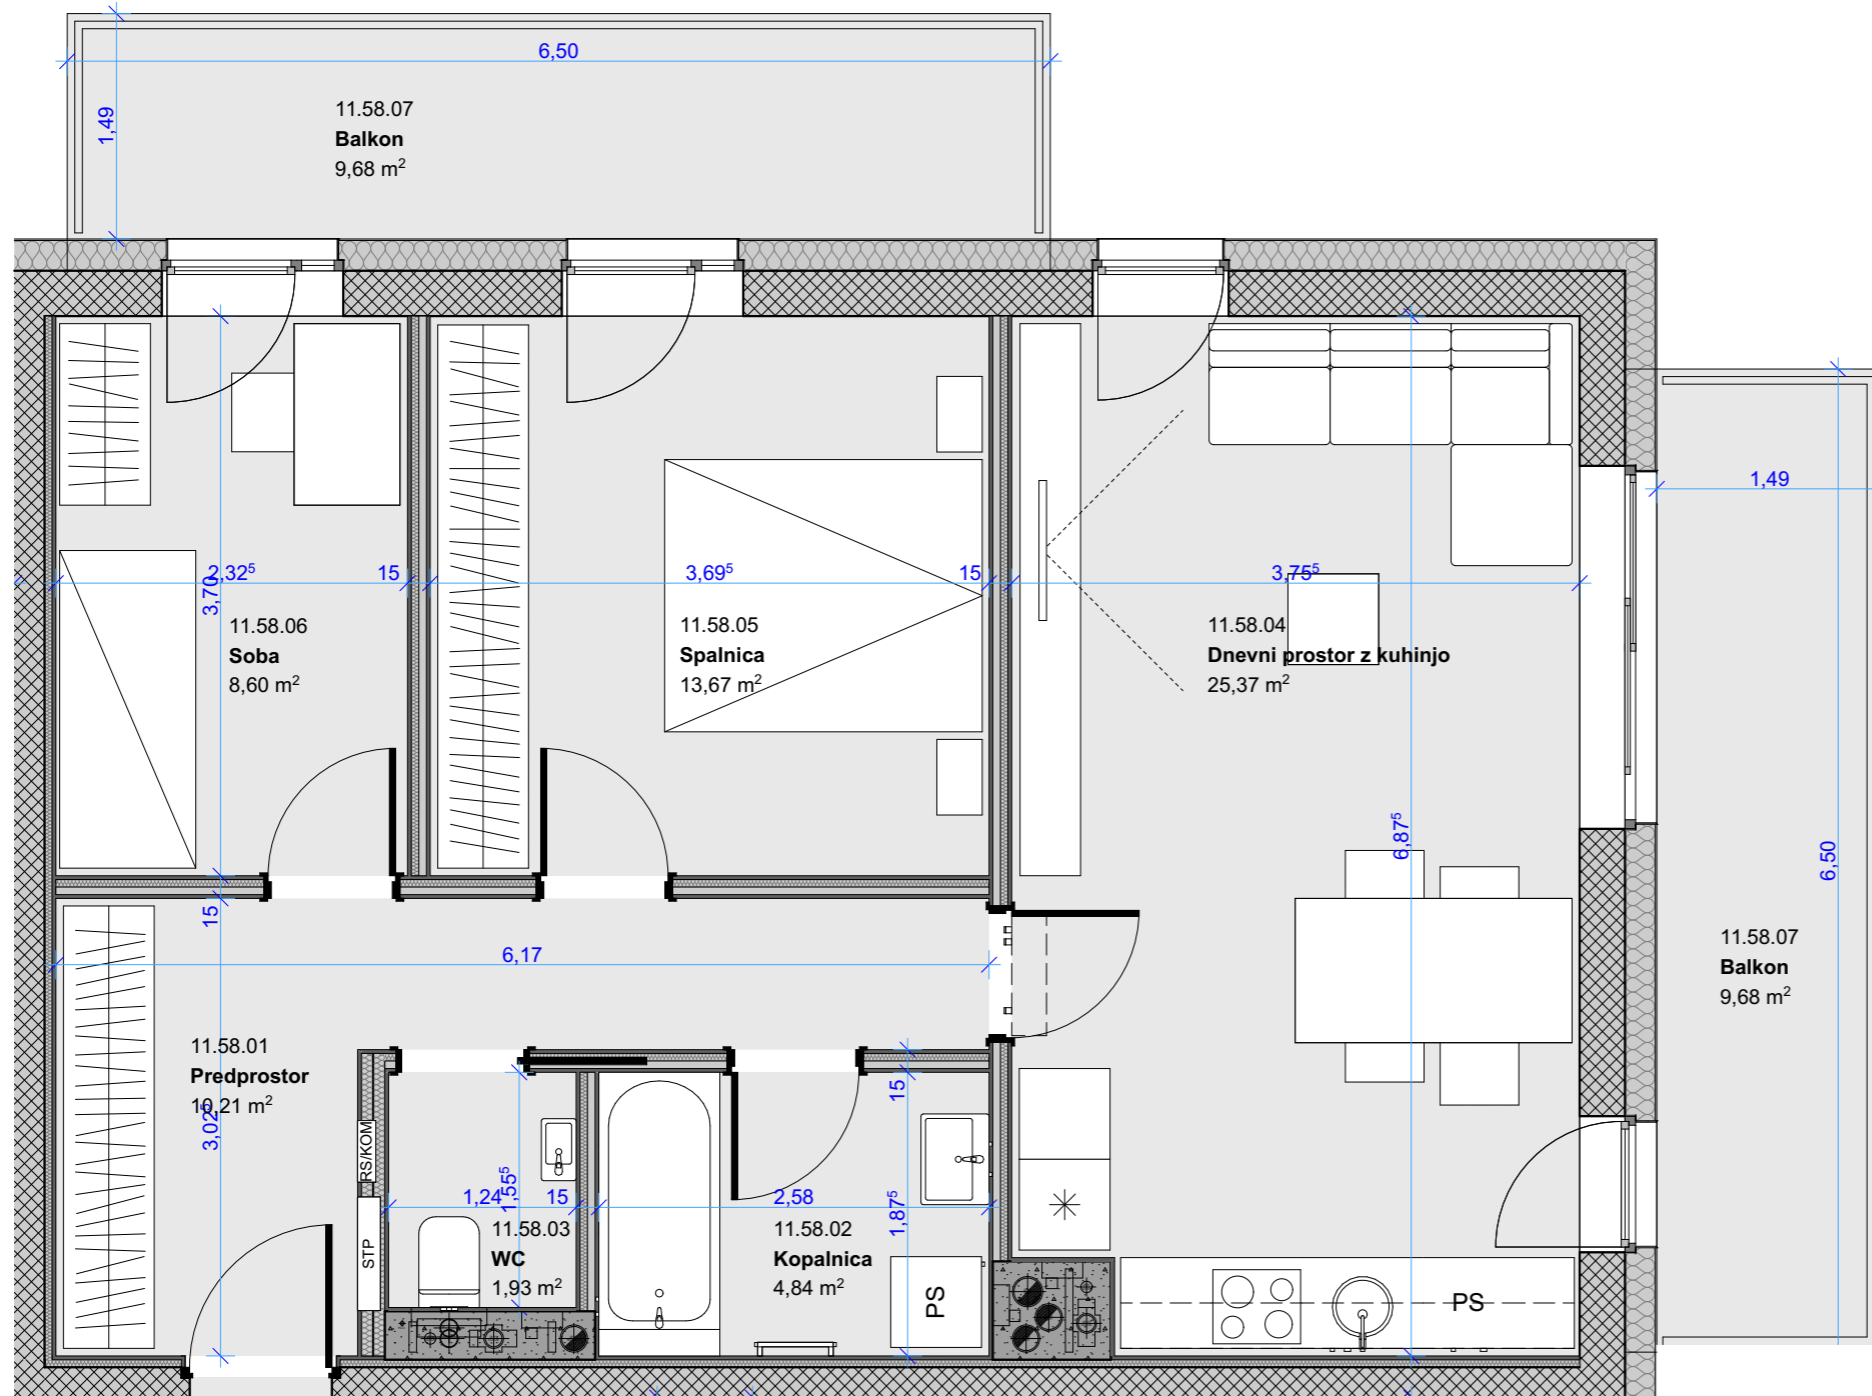 6,50
1,49
11.58.07
Balkon
9,68 m²
2,32⁵
15
3,70
11.58.06
Soba
8,60 m²
3,69⁵
15
11.58.05
Spalnica
13,67 m²
3,75⁵
11.58.04
Dnevni prostor z kuhinjo
25,37 m²
6,87⁵
1,49
6,50
11.58.07
Balkon
9,68 m²
15
6,17
11.58.01
Predprostor
10,21 m²
3,02⁵
RS/KOM
STP
1,24
1,55⁵
15
11.58.03
WC
1,93 m²
15
2,58
1,87⁵
11.58.02
Kopalnica
4,84 m²
PS
PS